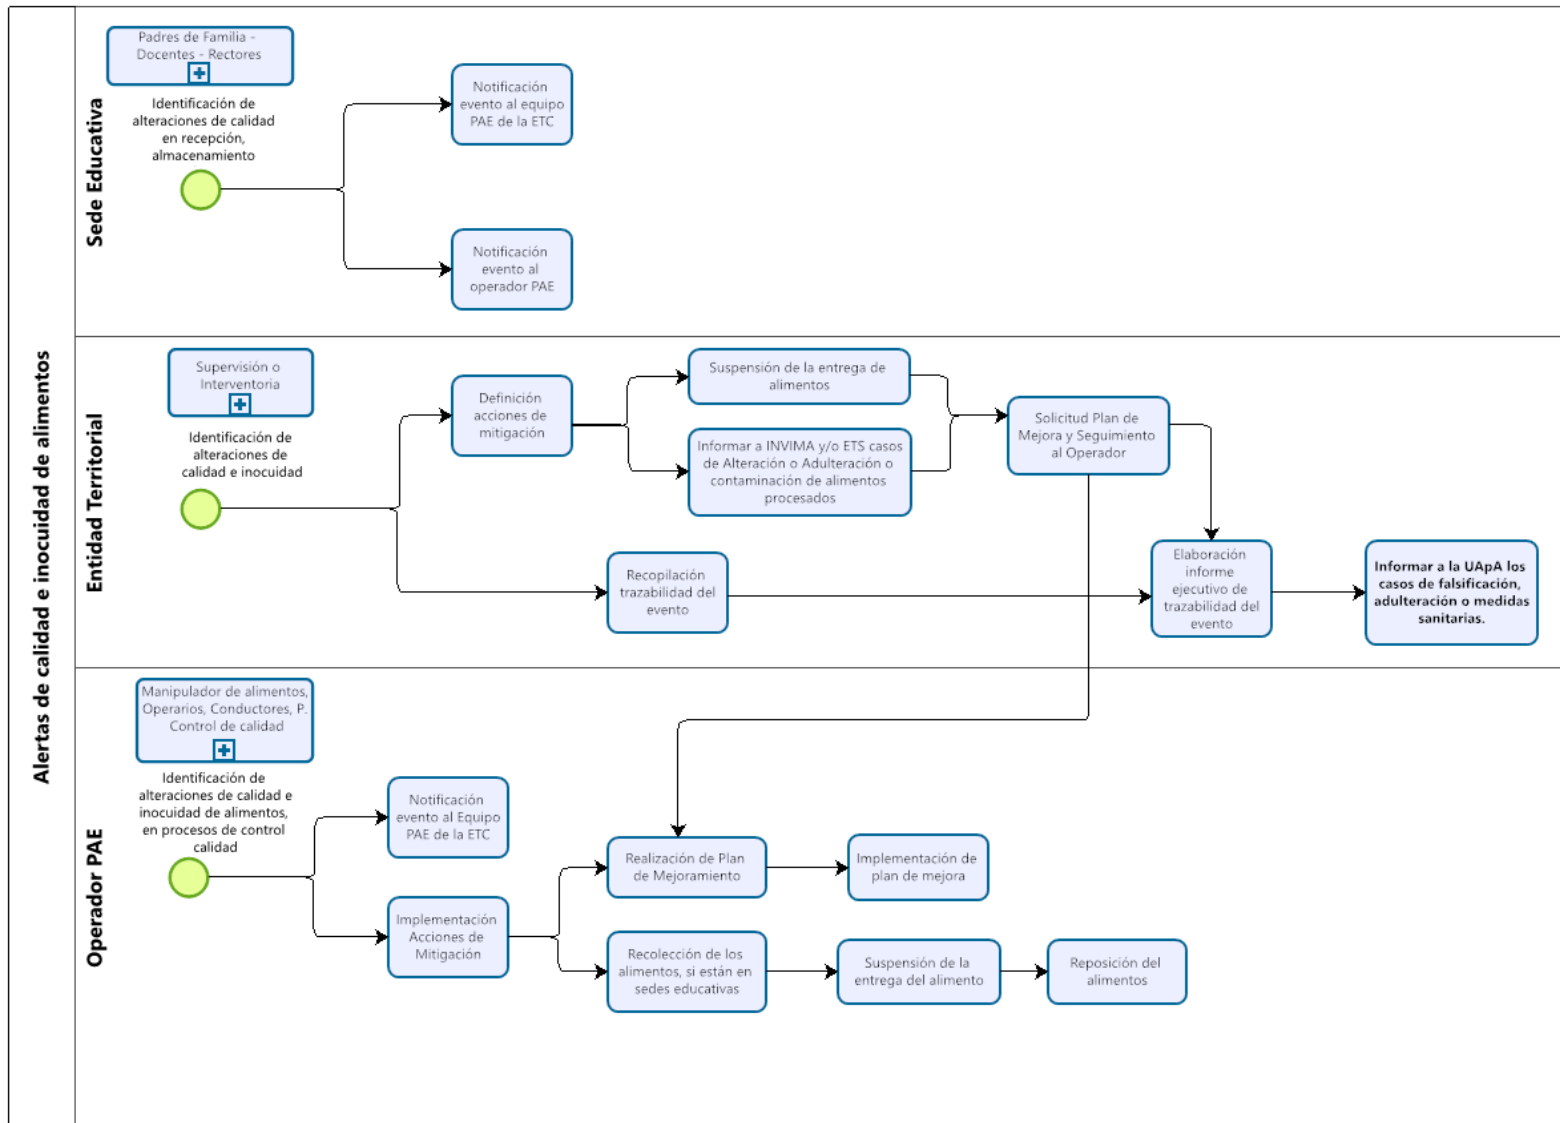 Alertas de calidad e inocuidad de alimentos
Sede Educativa
Padres de Familia -
Docentes - Rectores
Identificación de
alteraciones de calidad
en recepción,
almacenamiento
Notificación
evento al equipo
PAE de la ETC
Notificación
evento al
operador PAE
Entidad Territorial
Supervisión o
Interventoria
Identificación de
alteraciones de
calidad e inocuidad
Definición
acciones de
mitigación
Suspensión de la entrega de
alimentos
Informar a INVIMA y/o ETS casos
de Alteración o Adulteración o
contaminación de alimentos
procesados
Solicitud Plan de
Mejora y Seguimiento
al Operador
Recopilación
trazabilidad del
evento
Elaboración
informe
ejecutivo de
trazabilidad del
evento
Informar a la UApA los
casos de falsificación,
adulteración o medidas
sanitarias.
Operador PAE
Manipulador de alimentos,
Operarios, Conductores, P.
Control de calidad
Identificación de
alteraciones de calidad e
inocuidad de alimentos,
en procesos de control
calidad
Notificación
evento al Equipo
PAE de la ETC
Implementación
Acciones de
Mitigación
Realización de Plan
de Mejoramiento
Implementación de
plan de mejora
Recolección de los
alimentos, si están en
sedes educativas
Suspensión de la
entrega del alimento
Reposición del
alimentos